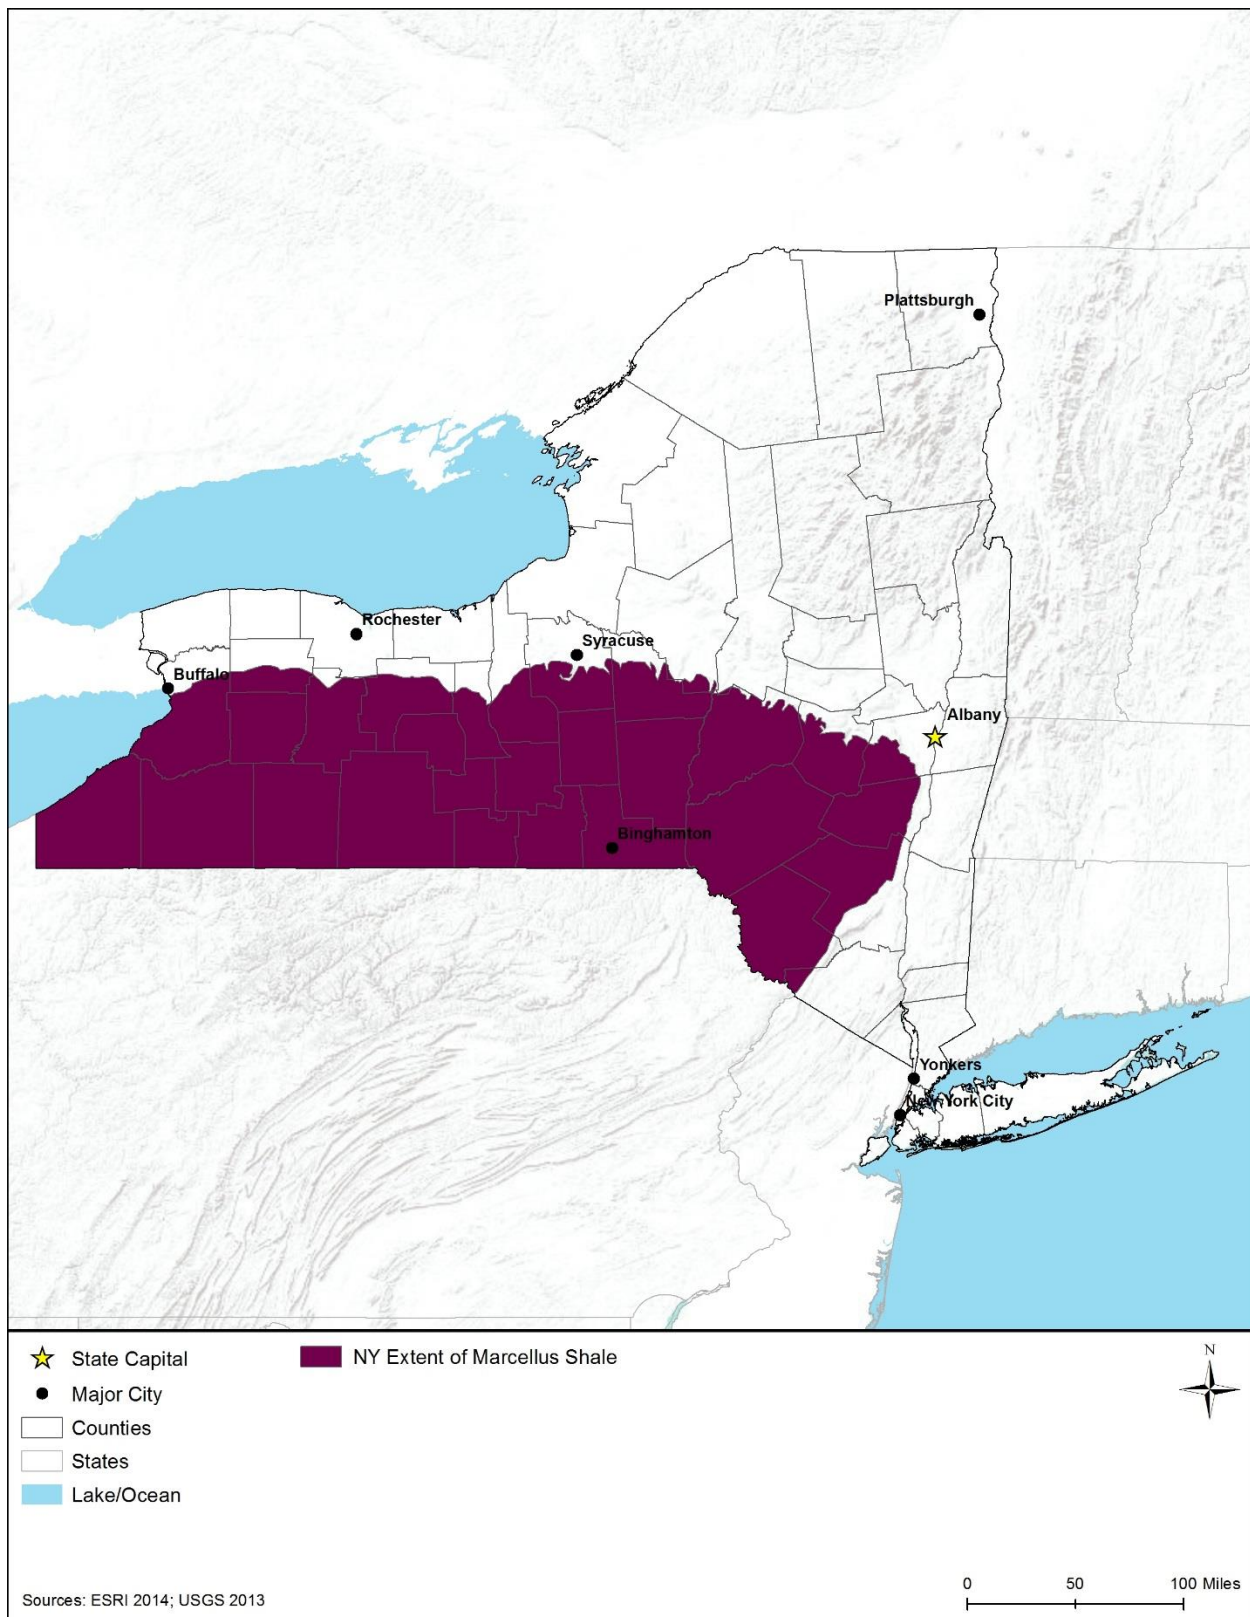 Plattsburgh
Rochester
Syracuse
Buffalo
Albany
Binghamton
Yonkers
New York City
State Capital
NY Extent of Marcellus Shale
N
Major City
Counties
States
Lake/Ocean
0 50 100 Miles
Sources: ESRI 2014; USGS 2013